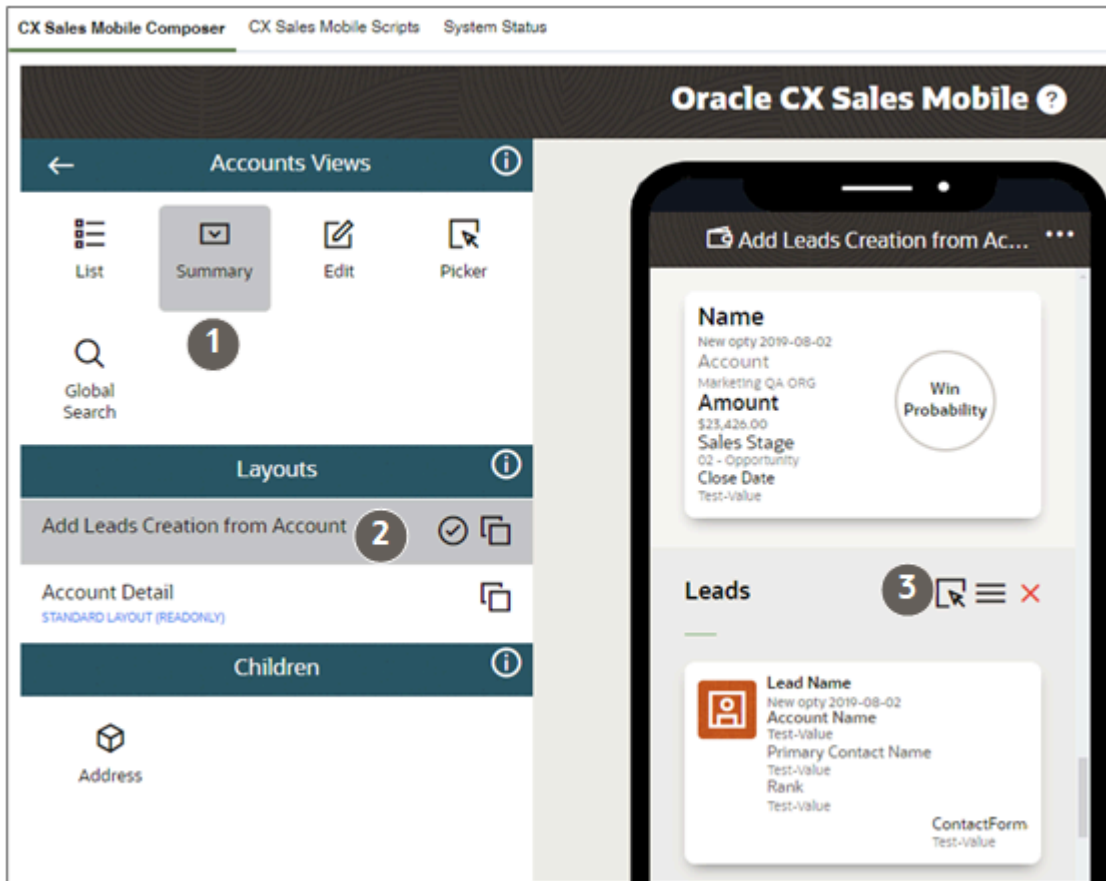 CX Sales Mobile Composer CX Sales Mobile Scripts System Status
Oracle CX Sales Mobile ?
Accounts Views
List Summary Edit Picker
1
Global
Search
Layouts
Add Leads Creation from Account 2
Account Detail
STANDARD LAYOUT (READONLY)
Children
Address
Add Leads Creation from Ac... •••
Name
New opty 2019-08-02
Account
Marketing QA ORG
Amount
$23,426.00
Sales Stage
02 - Opportunity
Close Date
Test-Value
Win
Probability
Leads 3
Lead Name
New opty 2019-08-02
Account Name
Test-Value
Primary Contact Name
Test-Value
Rank
Test-Value
ContactForm
Test-Value